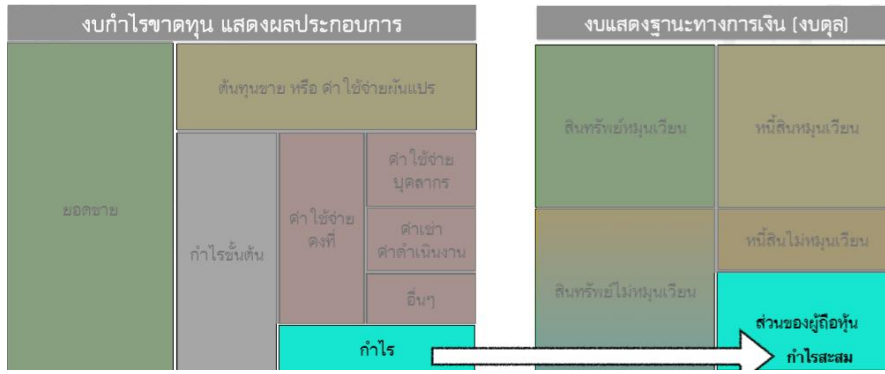 งบกำไรขาดทุน แสดงผลประกอบการ
ยอดขาย
ต้นทุนขาย หรือ ค่าใช้จ่ายผันแปร
กำไรขั้นต้น
ค่าใช้จ่าย
คงที่
ค่าใช้จ่าย
บุคลากร
ค่าเช่า
ค่าดำเนินงาน
อื่นๆ
กำไร
งบแสดงฐานะทางการเงิน (งบดุล)
สินทรัพย์หมุนเวียน
หนี้สินหมุนเวียน
สินทรัพย์ไม่หมุนเวียน
หนี้สินไม่หมุนเวียน
ส่วนของผู้ถือหุ้น
กำไรสะสม